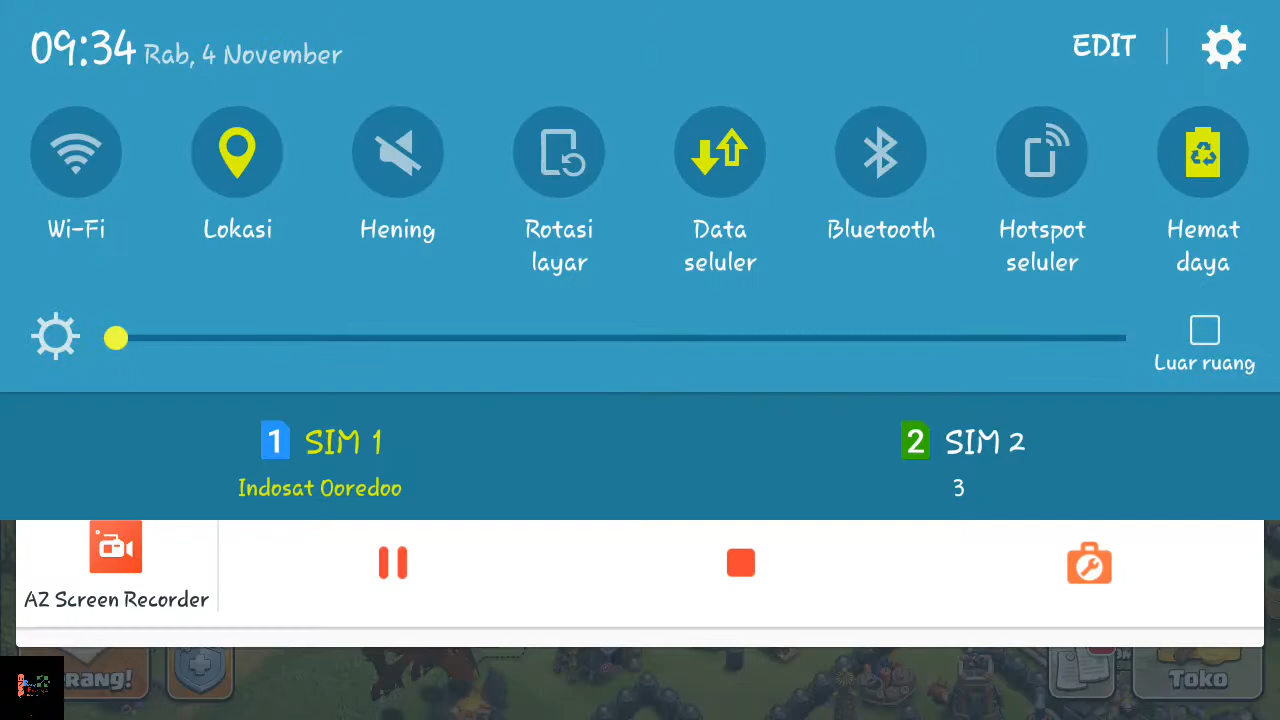 09:34 Rab, 4 November
EDIT
Wi-Fi
Lokasi
Hening
Rotasi
layar
Data
seluler
Bluetooth
Hotspot
seluler
Hemat
daya
Luar ruang
1 SIM 1
Indosat Ooredoo
2 SIM 2
3
AZ Screen Recorder
rang!
Toko